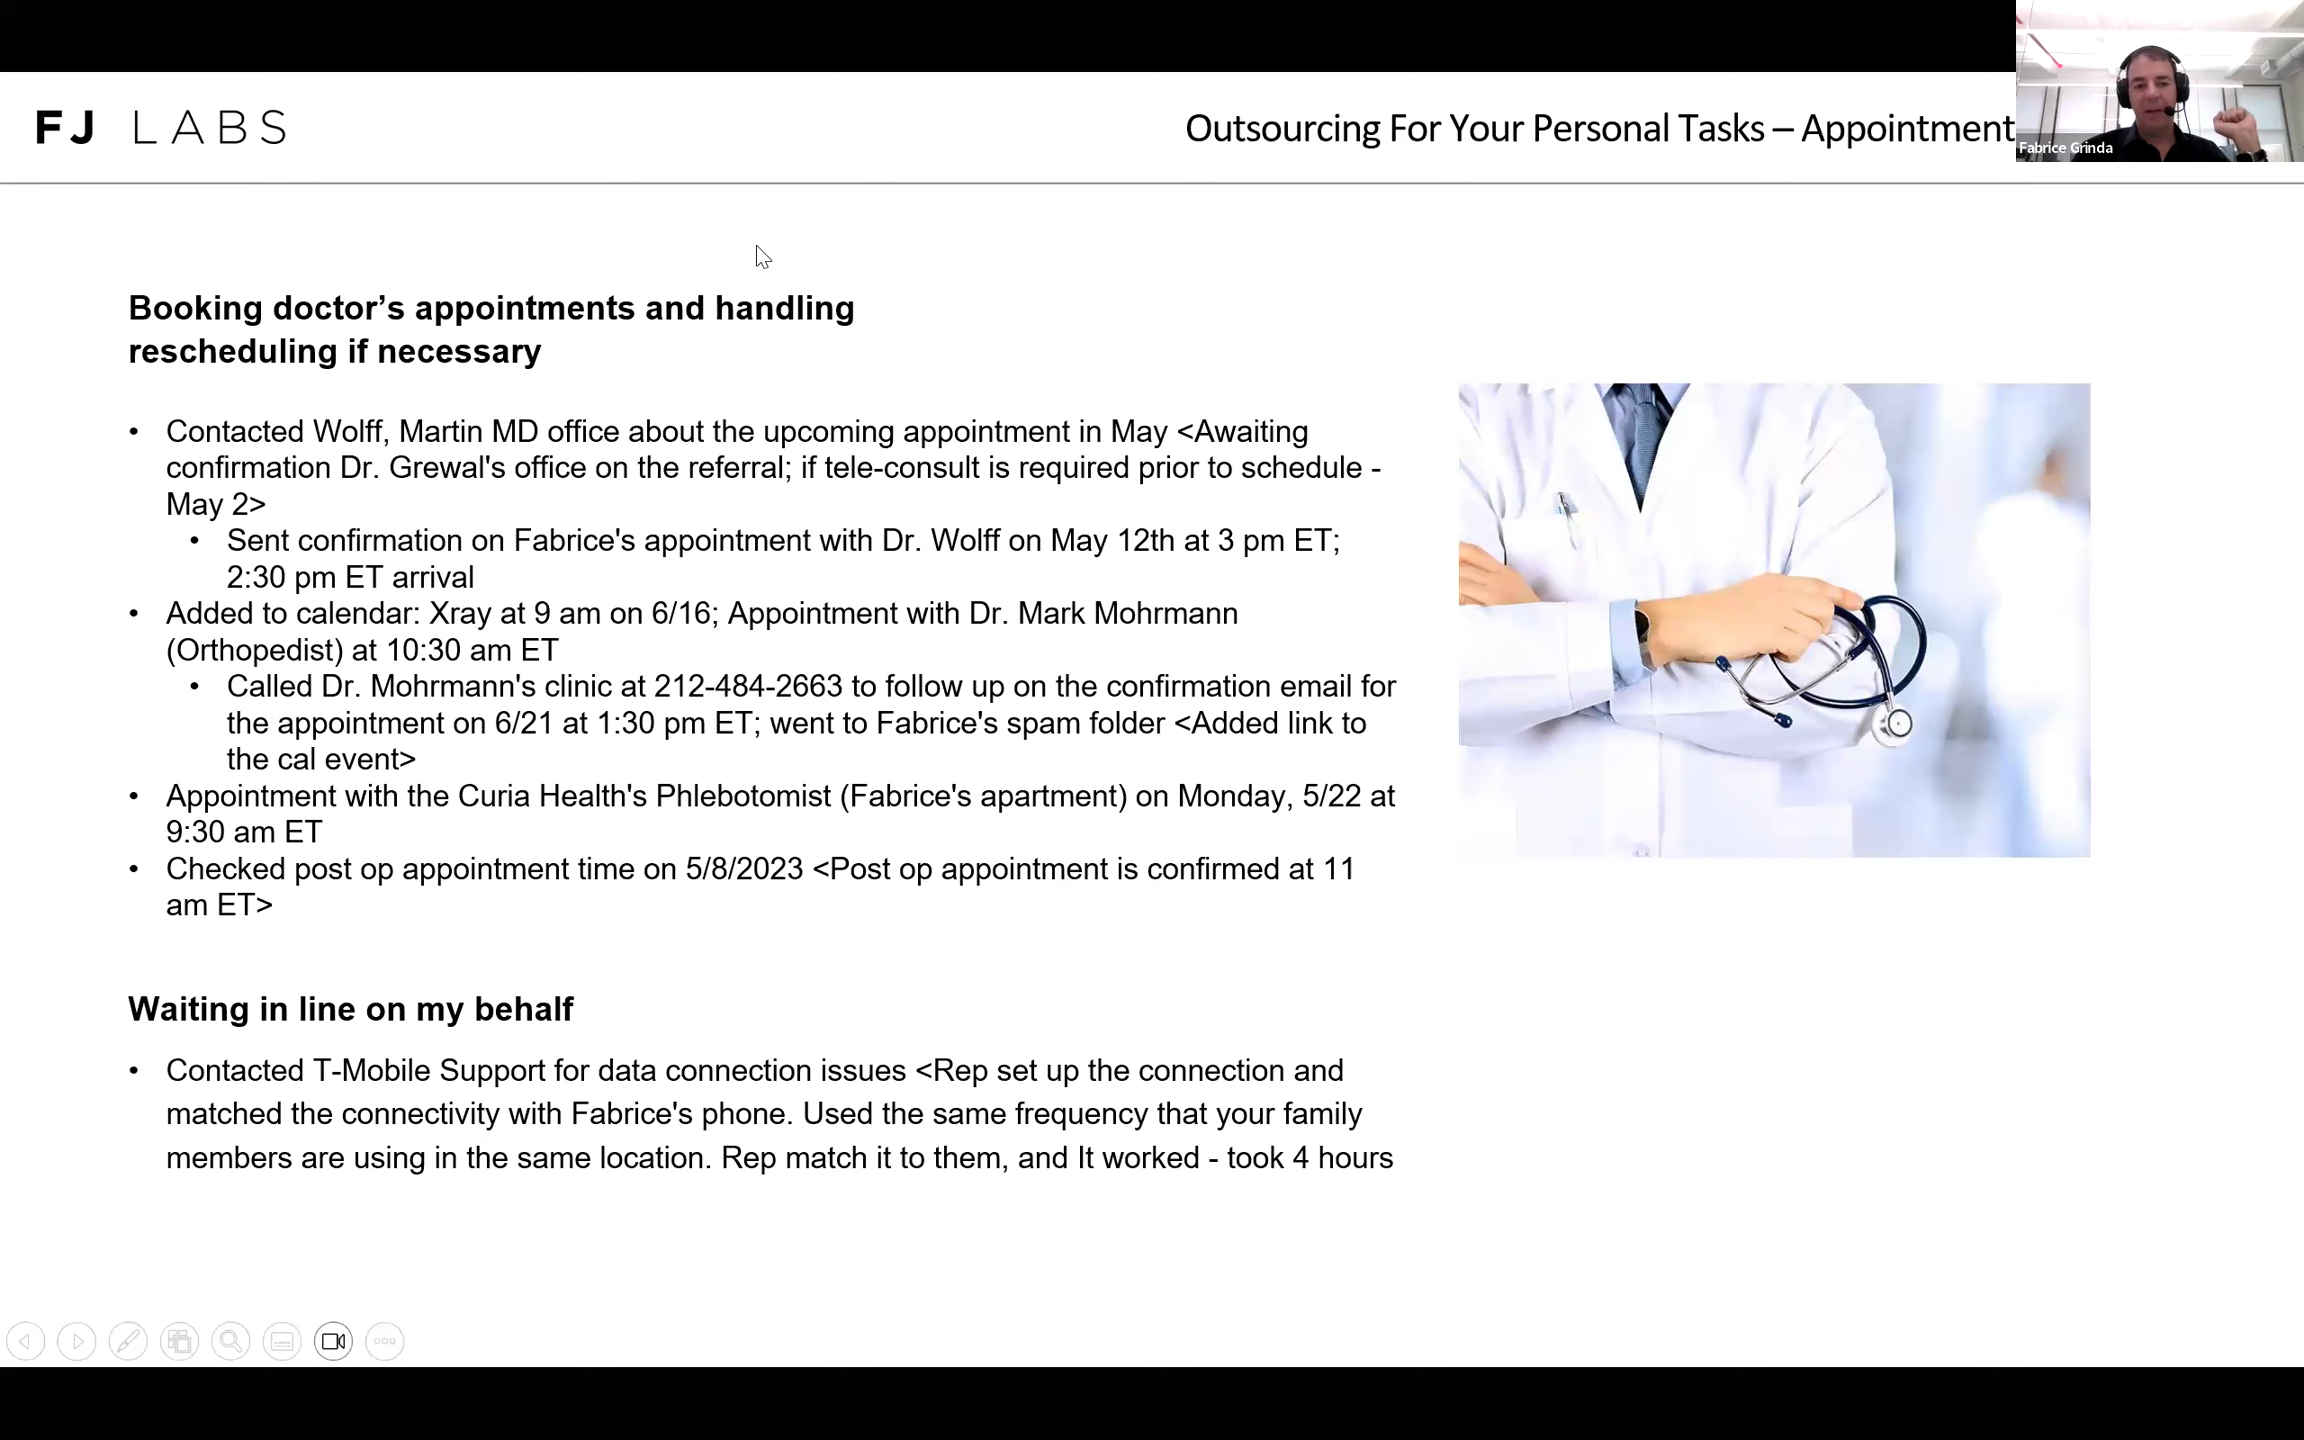 FJ LABS
Outsourcing For Your Personal Tasks – Appointment
Fabrice Grinda
Booking doctor’s appointments and handling
rescheduling if necessary
• Contacted Wolff, Martin MD office about the upcoming appointment in May <Awaiting
confirmation Dr. Grewal's office on the referral; if tele-consult is required prior to schedule -
May 2>
• Sent confirmation on Fabrice's appointment with Dr. Wolff on May 12th at 3 pm ET;
2:30 pm ET arrival
• Added to calendar: Xray at 9 am on 6/16; Appointment with Dr. Mark Mohrmann
(Orthopedist) at 10:30 am ET
• Called Dr. Mohrmann's clinic at 212-484-2663 to follow up on the confirmation email for
the appointment on 6/21 at 1:30 pm ET; went to Fabrice's spam folder <Added link to
the cal event>
• Appointment with the Curia Health's Phlebotomist (Fabrice's apartment) on Monday, 5/22 at
9:30 am ET
• Checked post op appointment time on 5/8/2023 <Post op appointment is confirmed at 11
am ET>
Waiting in line on my behalf
• Contacted T-Mobile Support for data connection issues <Rep set up the connection and
matched the connectivity with Fabrice's phone. Used the same frequency that your family
members are using in the same location. Rep match it to them, and It worked - took 4 hours